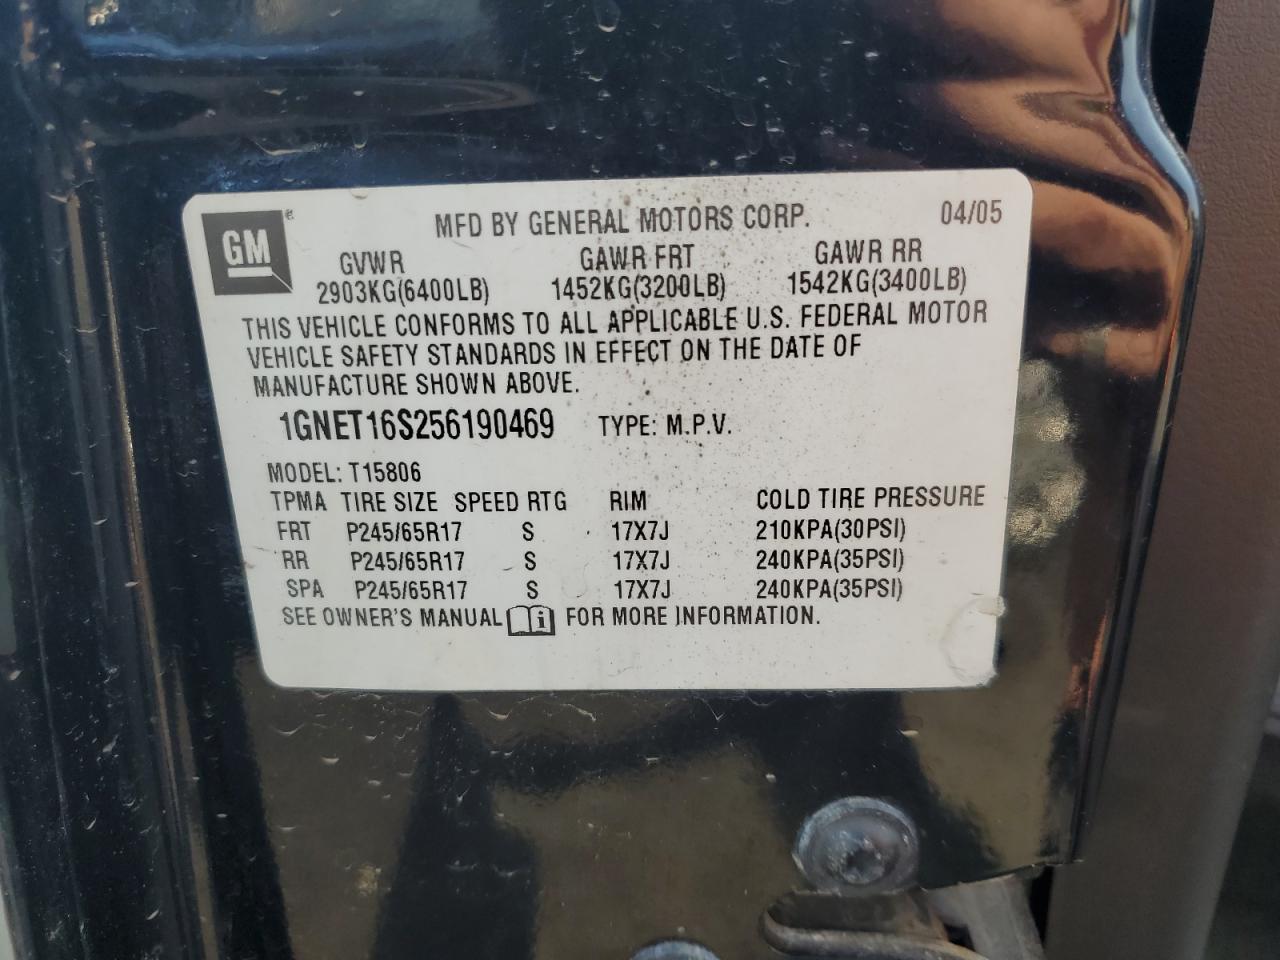 GM
MFD BY GENERAL MOTORS CORP. 04/05
GVWR GAWR FRT GAWR RR
2903KG(6400LB) 1452KG(3200LB) 1542KG(3400LB)
THIS VEHICLE CONFORMS TO ALL APPLICABLE U.S. FEDERAL MOTOR
VEHICLE SAFETY STANDARDS IN EFFECT ON THE DATE OF
MANUFACTURE SHOWN ABOVE.
1GNET16S256190469 TYPE: M.P.V.
MODEL: T15806
TPMA TIRE SIZE SPEED RTG RIM COLD TIRE PRESSURE
FRT P245/65R17 S 17X7J 210KPA(30PSI)
RR P245/65R17 S 17X7J 240KPA(35PSI)
SPA P245/65R17 S 17X7J 240KPA(35PSI)
SEE OWNER'S MANUAL i FOR MORE INFORMATION.